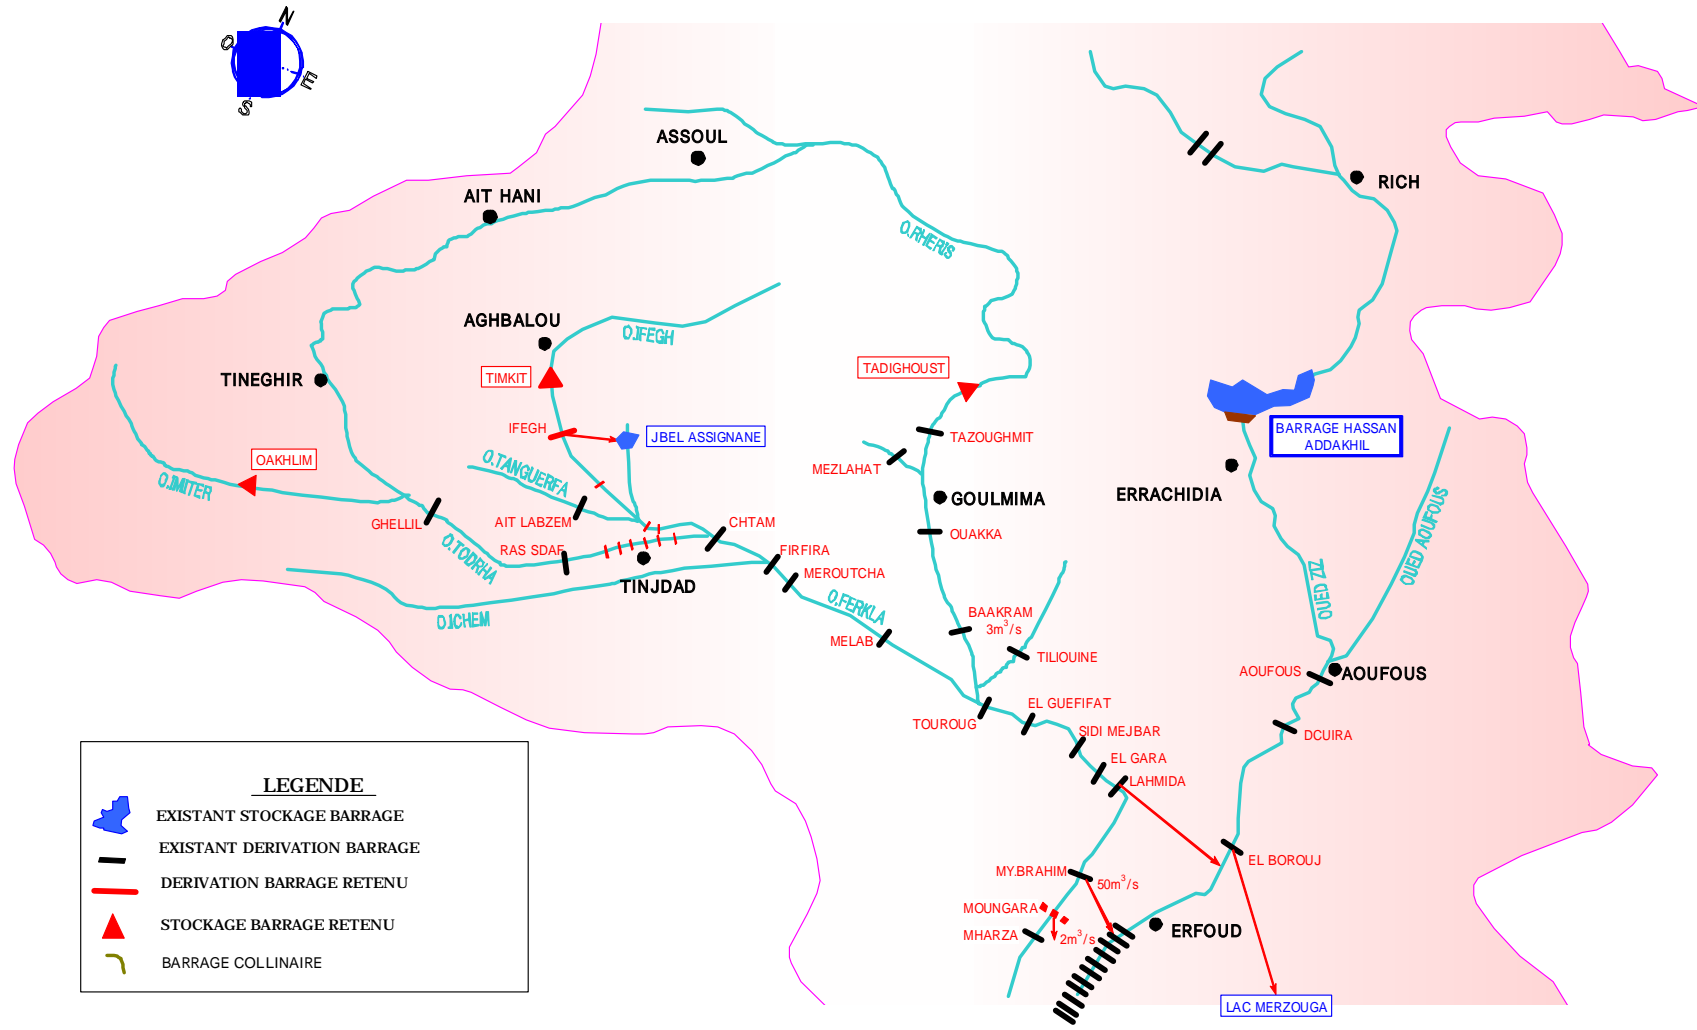 N
O
E
S
ASSOUL
AIT HANI
RICH
O.RHERIS
AGHBALOU
O.IFEGH
TINEGHIR
TIMKIT
TADIGHOUST
IFEGH
JBEL ASSIGNANE
BARRAGE HASSAN
ADDAKHIL
TAZOUGHMIT
MEZLAHAT
OAKHLIM
O.IMITER
O.TANGUERFA
GOULMIMA
ERRACHIDIA
GHELLIL
AIT LABZEM
CHTAM
OUAKKA
OUED AOUFOUS
O.TODRHA
RAS SDAF
FIRFIRA
MEROUTCHA
TINJDAD
O.ICHEM
O.FERKLA
OUED ZIZ
BAAKRAM
3m³/s
MELAB
TILIOUINE
AOUFOUS
AOUFOUS
TOUROUG
EL GUEFIFAT
SIDI MEJBAR
DCUIRA
EL GARA
LAHMIDA
EL BOROUJ
MY.BRAHIM
50m³/s
MOUNGARA
MHARZA
2m³/s
ERFOUD
LAC MERZOUGA
LEGENDE
EXISTANT STOCKAGE BARRAGE
EXISTANT DERIVATION BARRAGE
DERIVATION BARRAGE RETENU
STOCKAGE BARRAGE RETENU
BARRAGE COLLINAIRE